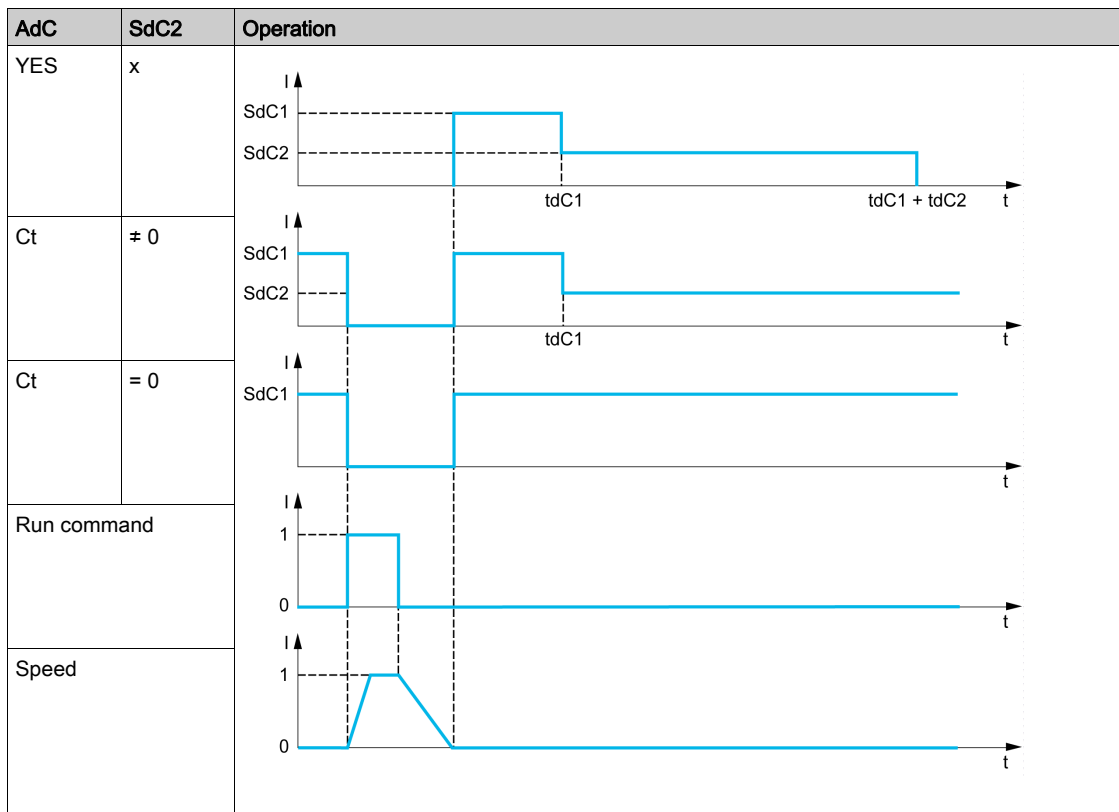 AdC SdC2 Operation
YES x
I
SdC1
SdC2
tdC1 tdC1 + tdC2 t
Ct ≠ 0
I
SdC1
SdC2
tdC1 t
Ct = 0
I
SdC1
t
Run command
I
1
0
t
Speed
I
1
0
t